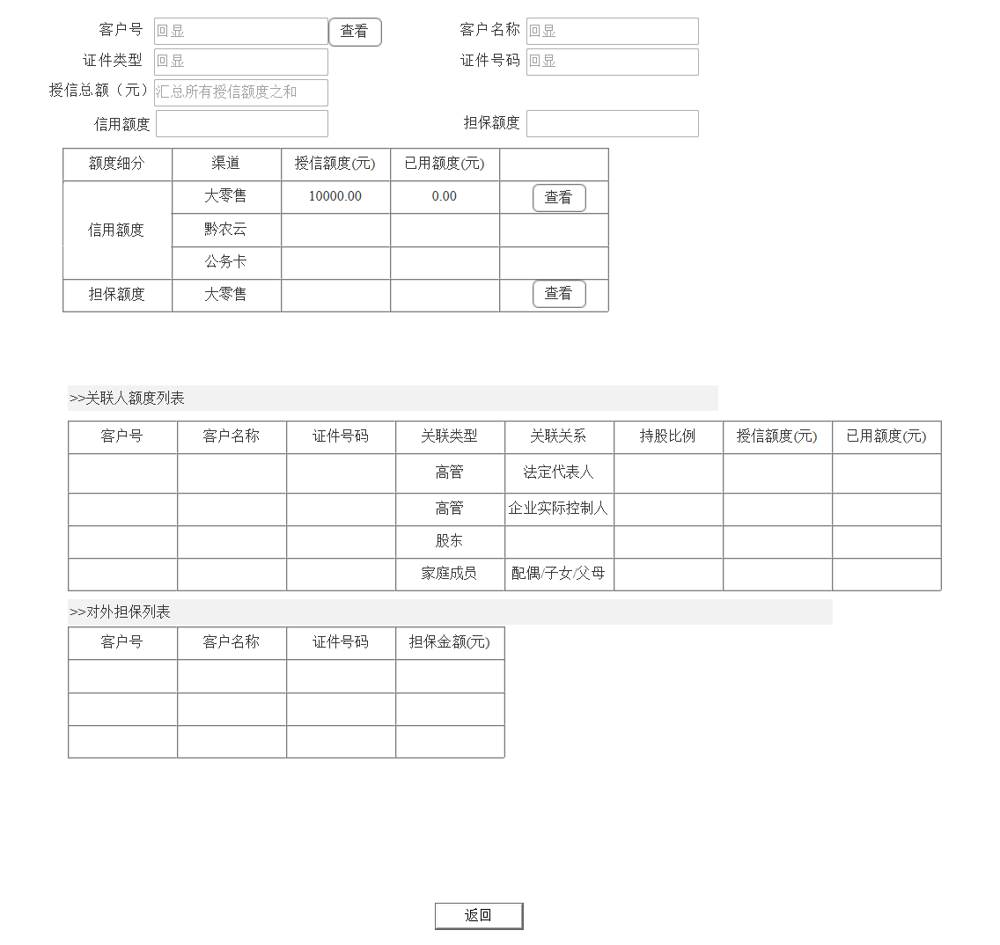 客户号 回显 查看 客户名称 回显
证件类型 回显 证件号码 回显
授信总额（元） 汇总所有授信额度之和
信用额度 担保额度
额度细分 渠道 授信额度(元) 已用额度(元)
大零售 10000.00 0.00 查看
信用额度 黔农云
公务卡
担保额度 大零售 查看
>>关联人额度列表
客户号 客户名称 证件号码 关联类型 关联关系 持股比例 授信额度(元) 已用额度(元)
高管 法定代表人
高管 企业实际控制人
股东
家庭成员 配偶/子女/父母
>>对外担保列表
客户号 客户名称 证件号码 担保金额(元)
返回